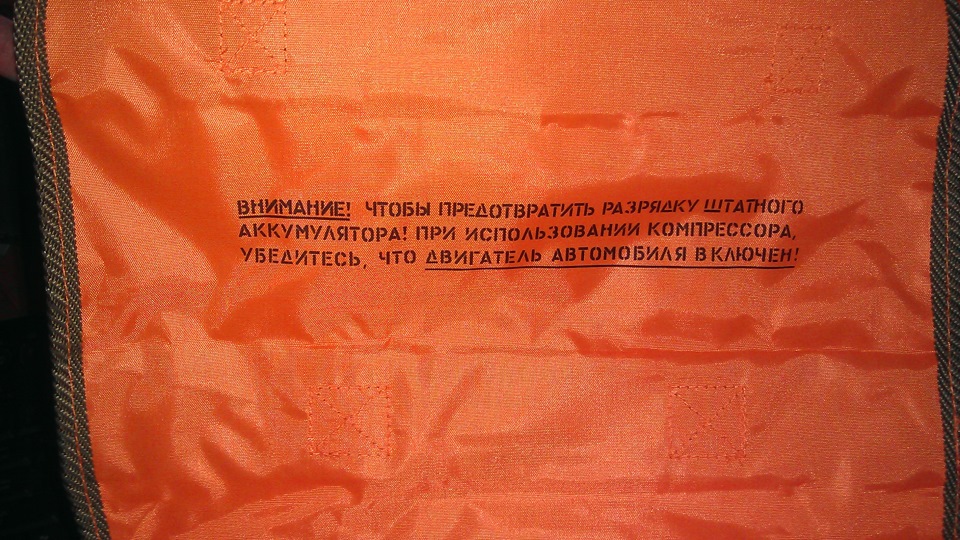 ВНИМАНИЕ! ЧТОБЫ ПРЕДОТВРАТИТЬ РАЗРЯДКУ ШТАТНОГО
АККУМУЛЯТОРА! ПРИ ИСПОЛЬЗОВАНИИ КОМПРЕССОРА,
УБЕДИТЕСЬ, ЧТО ДВИГАТЕЛЬ АВТОМОБИЛЯ ВКЛЮЧЕН!